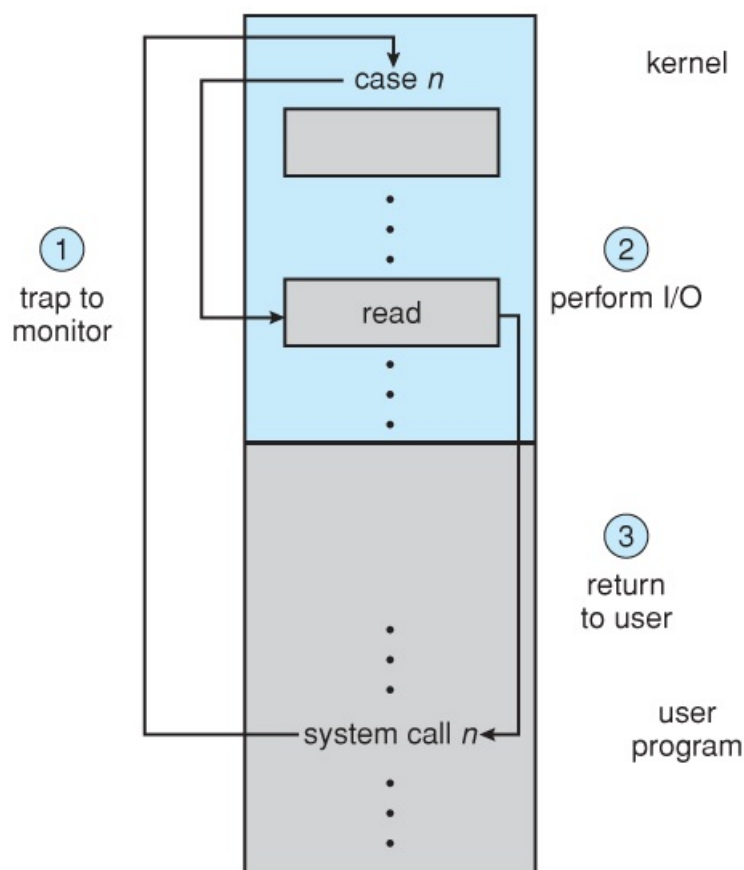 kernel
case n
1
trap to
monitor
2
perform I/O
read
3
return
to user
system call n
user
program